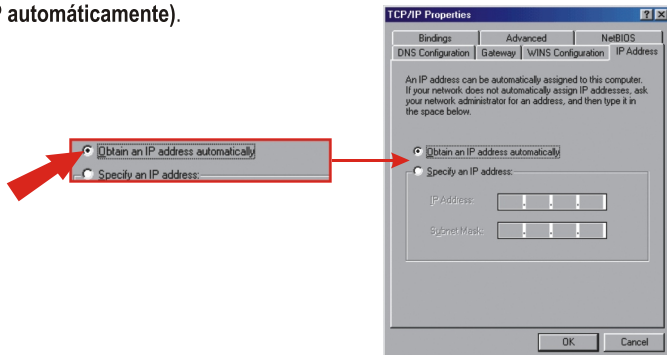 automáticamente).
TCP/IP Properties
Bindings Advanced NetBIOS
DNS Configuration Gateway WINS Configuration IP Address
An IP address can be automatically assigned to this computer.
If your network does not automatically assign IP addresses, ask
your network administrator for an address, and then type it in
the space below.
Obtain an IP address automatically
Specify an IP address:
IP Address:
Subnet Mask:
OK Cancel
Obtain an IP address automatically
Specify an IP address: